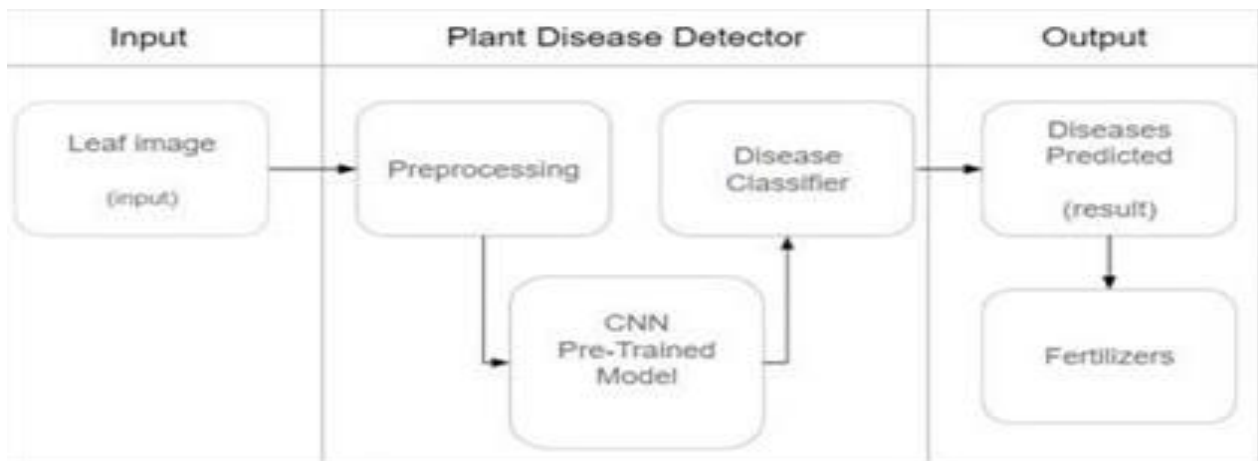 Input
Plant Disease Detector
Output
Leaf image
(input)
Preprocessing
CNN
Pre-Trained
Model
Disease
Classifier
Diseases
Predicted
(result)
Fertilizers